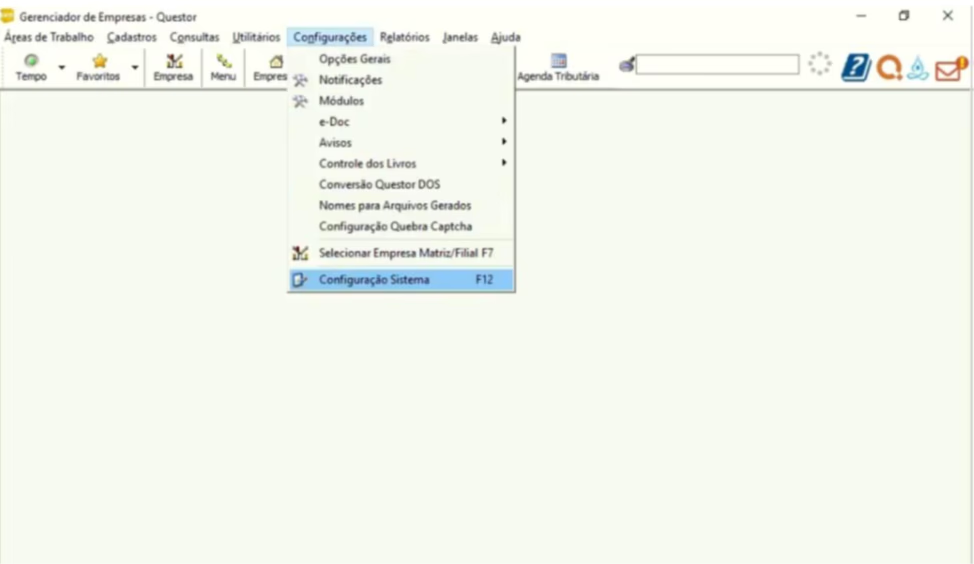 Gerenciador de Empresas - Questor
Áreas de Trabalho Cadastros Consultas Utilitários Configurações Relatórios Janelas Ajuda
Tempo Favoritos Empresa Menu Empres Agenda Tributária
Opções Gerais
Notificações
Módulos
e-Doc
Avisos
Controle dos Livros
Conversão Questor DOS
Nomes para Arquivos Gerados
Configuração Quebra Captcha
Selecionar Empresa Matriz/Filial F7
Configuração Sistema F12